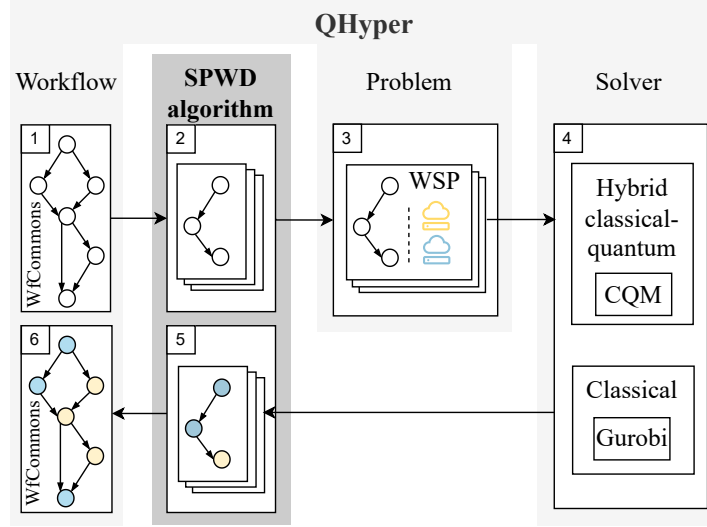 QHyper
Workflow
SPWD
algorithm
Problem
Solver
1
WfCommons
2
3
WSP
4
Hybrid
classical-
quantum
CQM
6
WfCommons
5
Classical
Gurobi